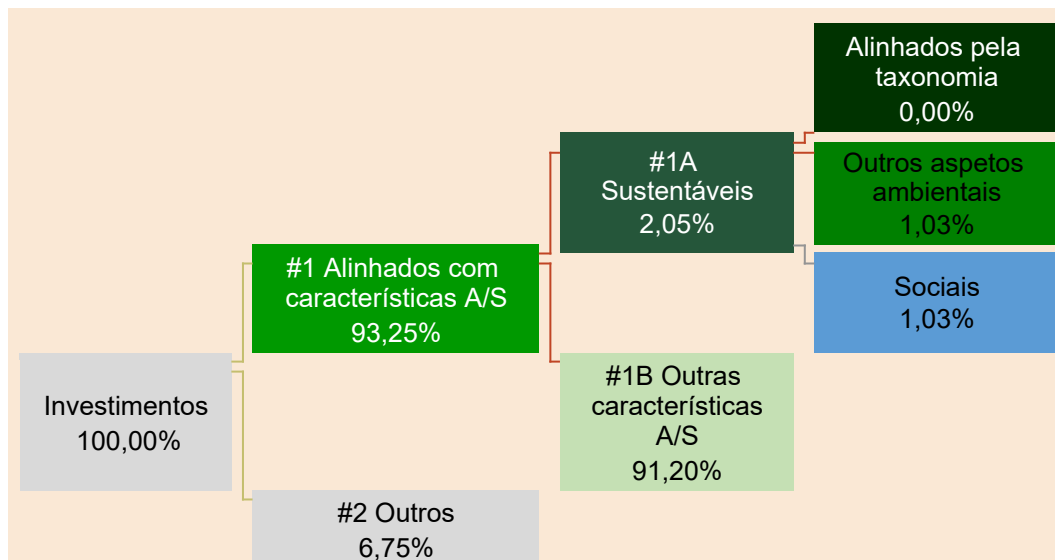 Alinhados pela
taxonomia
0,00%
#1A
Sustentáveis
2,05%
Outros aspetos
ambientais
1,03%
#1 Alinhados com
características A/S
93,25%
Sociais
1,03%
Investimentos
100,00%
#1B Outras
características
A/S
91,20%
#2 Outros
6,75%